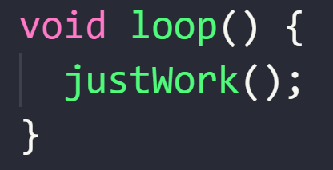 void loop() {
justWork();
}